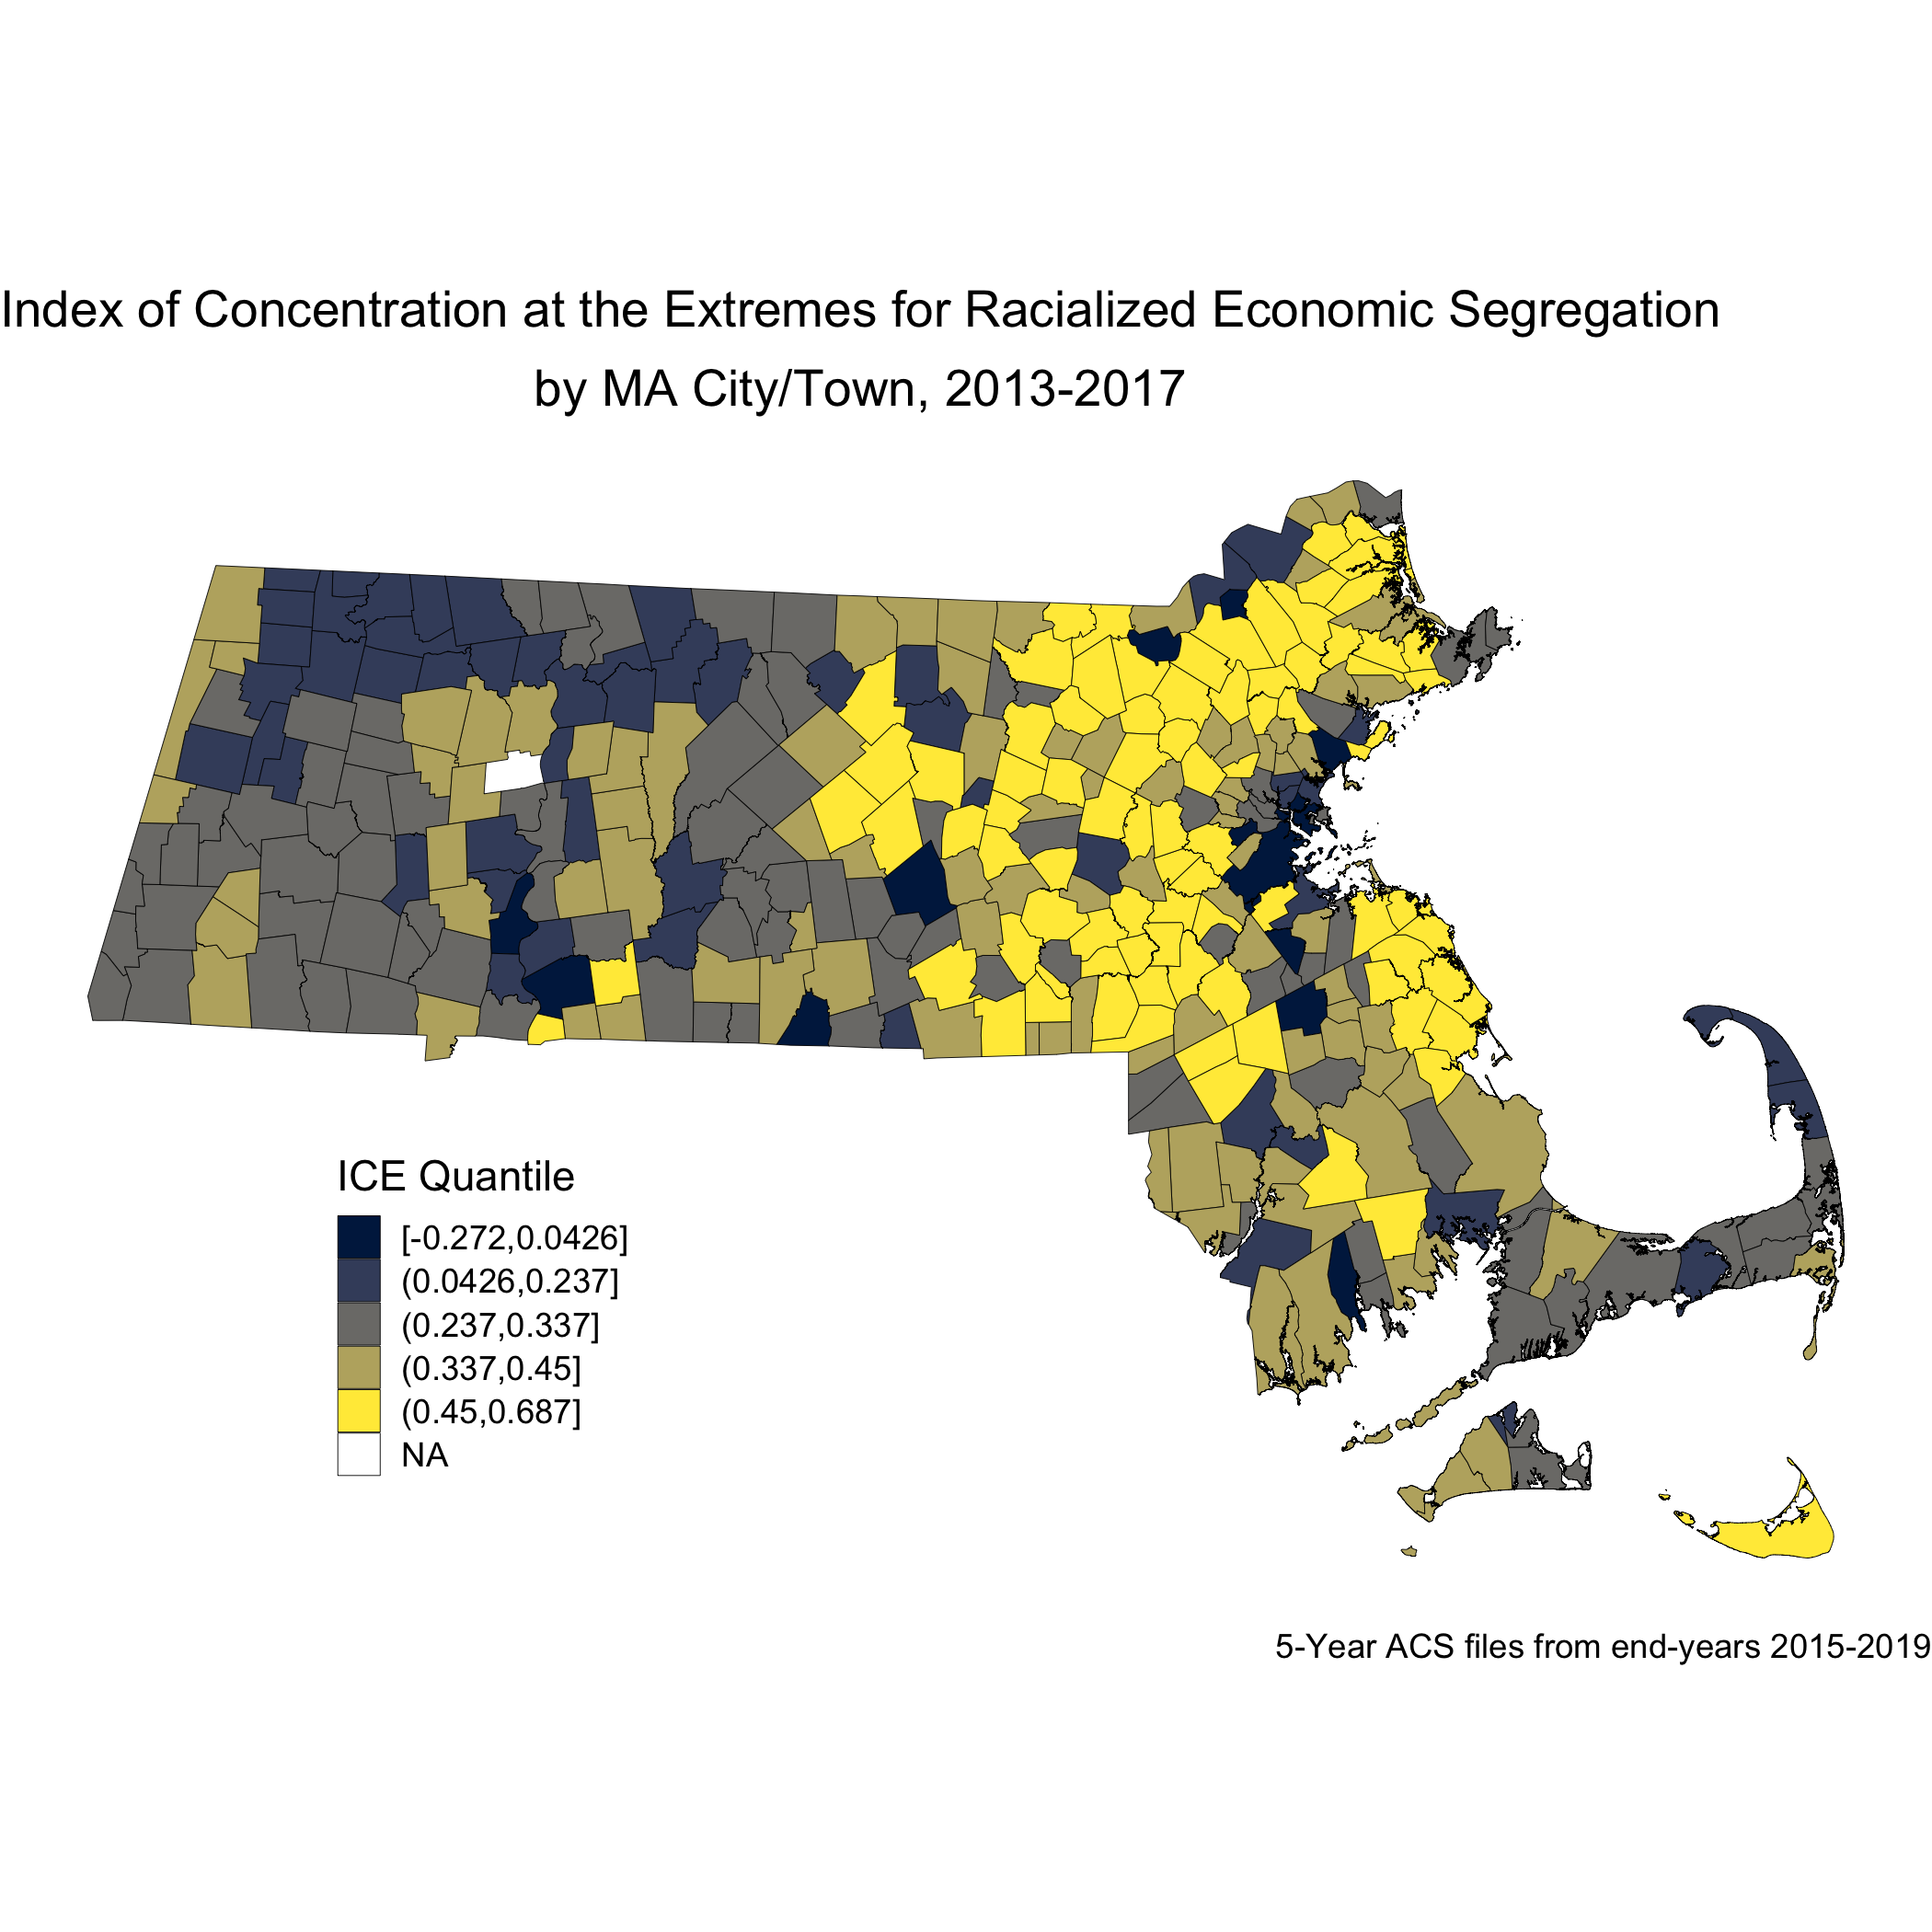 Index of Concentration at the Extremes for Racialized Economic Segregation
by MA City/Town, 2013-2017
ICE Quantile
[-0.272,0.0426]
(0.0426,0.237]
(0.237,0.337]
(0.337,0.45]
(0.45,0.687]
NA
5-Year ACS files from end-years 2015-2019